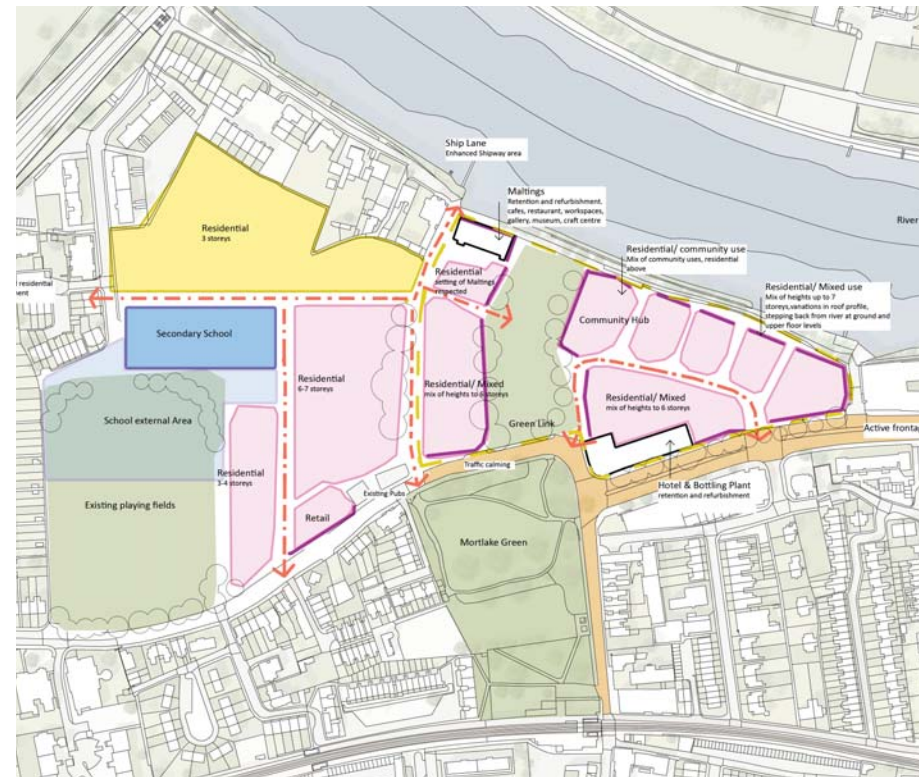 Ship Lane
Enhanced Shipway area
Maltings
Retention and refurbishment,
cafes, restaurant, workspaces,
gallery, museum, craft centre
River
Residential
3 storeys
Residential/ community use
Mix of community uses, residential
above
Residential
setting of Maltings
respected
Residential/ Mixed use
Mix of heights up to 7
storeys,vanations in roof profile,
stepping back from river at ground and
upper floor levels
residential
ment
Secondary School
Community Hub
Residential
6-7 storeys
Residential/ Mixed
mix of heights to 6 storeys
Residential/ Mixed
mix of heights to 6 storeys
School external Area
Green Link
Active frontag
Residential
3-4 storeys
Traffic calming
Hotel & Bottling Plant
retention and refurbishment
Existing Pubs
Existing playing fields
Retail
Mortlake Green